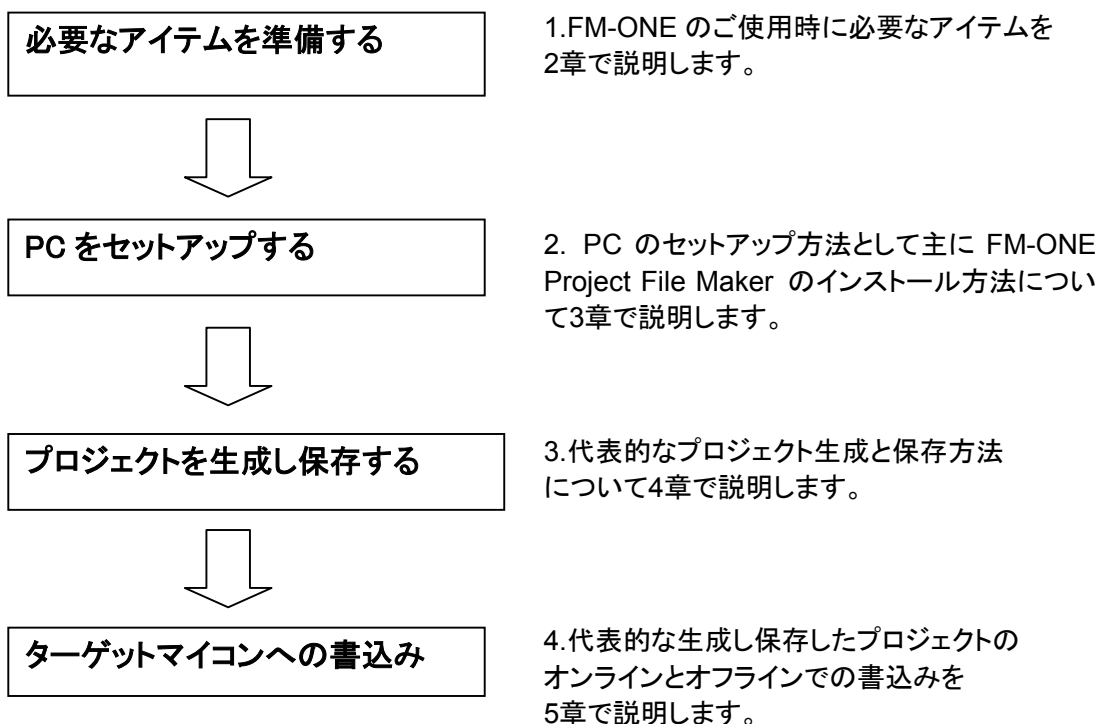 必要なアイテムを準備する
1.FM-ONE のご使用時に必要なアイテムを
2章で説明します。
PC をセットアップする
2. PC のセットアップ方法として主に FM-ONE
Project File Maker のインストール方法につい
て3章で説明します。
プロジェクトを生成し保存する
3.代表的なプロジェクト生成と保存方法
について4章で説明します。
ターゲットマイコンへの書込み
4.代表的な生成し保存したプロジェクトの
オンラインとオフラインでの書込みを
5章で説明します。